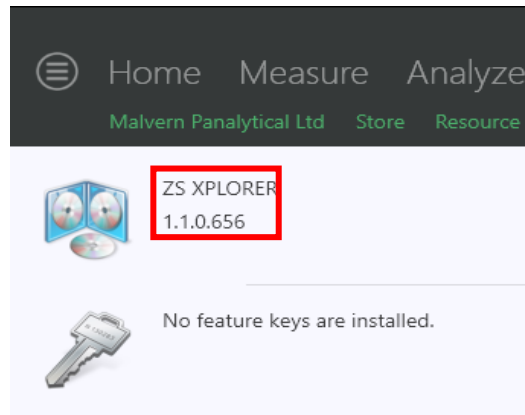 Home Measure Analyze
Malvern Panalytical Ltd Store Resource
ZS XPLORER
1.1.0.656
No feature keys are installed.